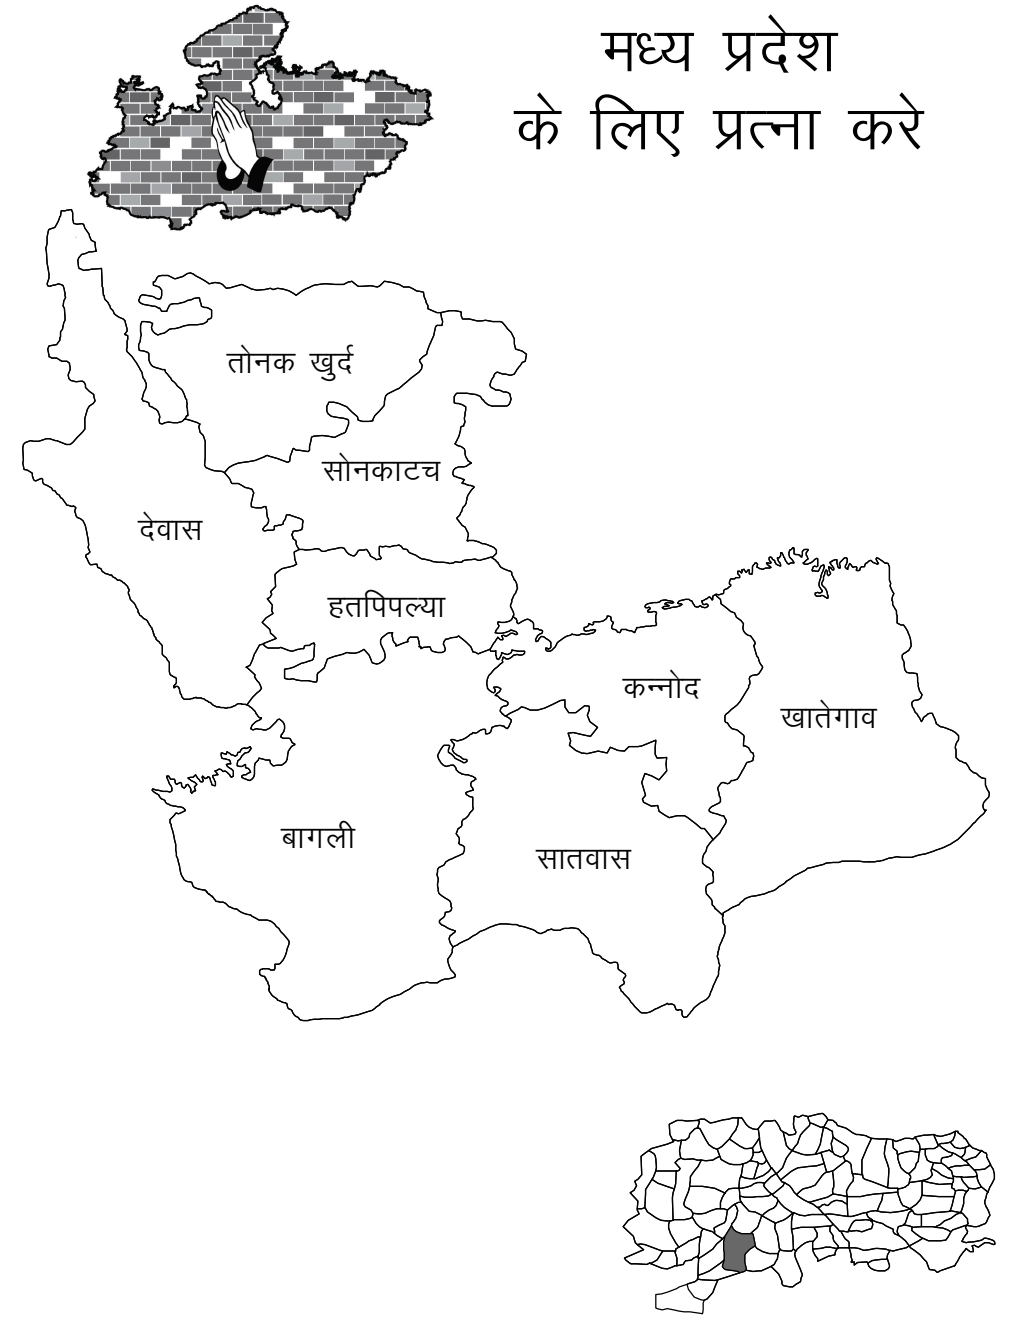 मध्य प्रदेश
के लिए प्रत्ना करे
तोनक खुर्द
सोनकाटच
देवास
हतपिपल्या
कन्नोद
खातेगाव
बागली
सातवास